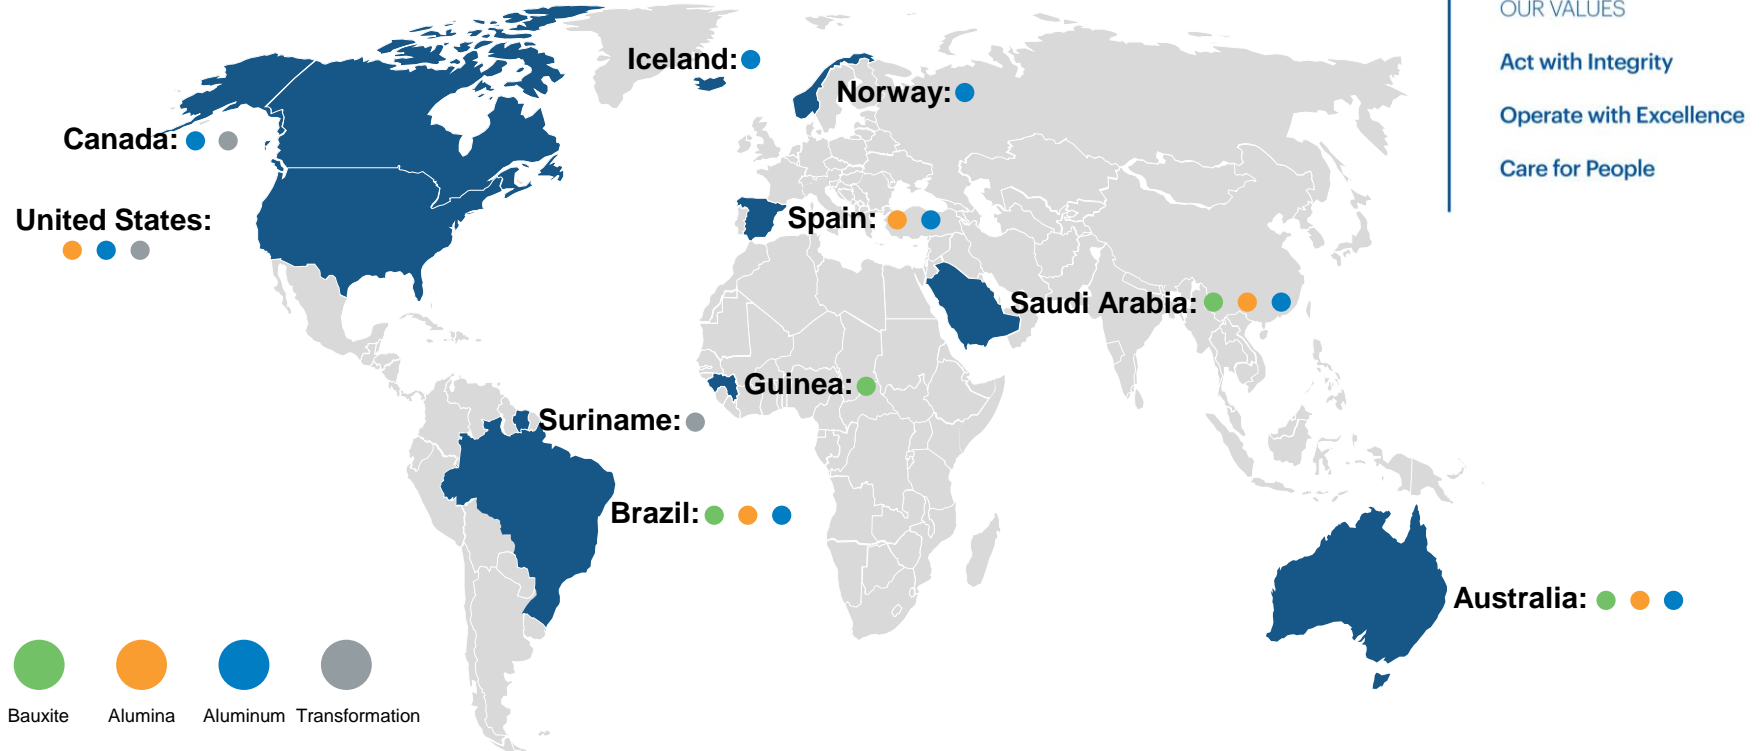 OUR VALUES
Act with Integrity
Operate with Excellence
Care for People
Iceland:
Norway:
Canada:
United States:
Spain:
Saudi Arabia:
Guinea:
Suriname:
Brazil:
Australia:
Bauxite Alumina Aluminum Transformation